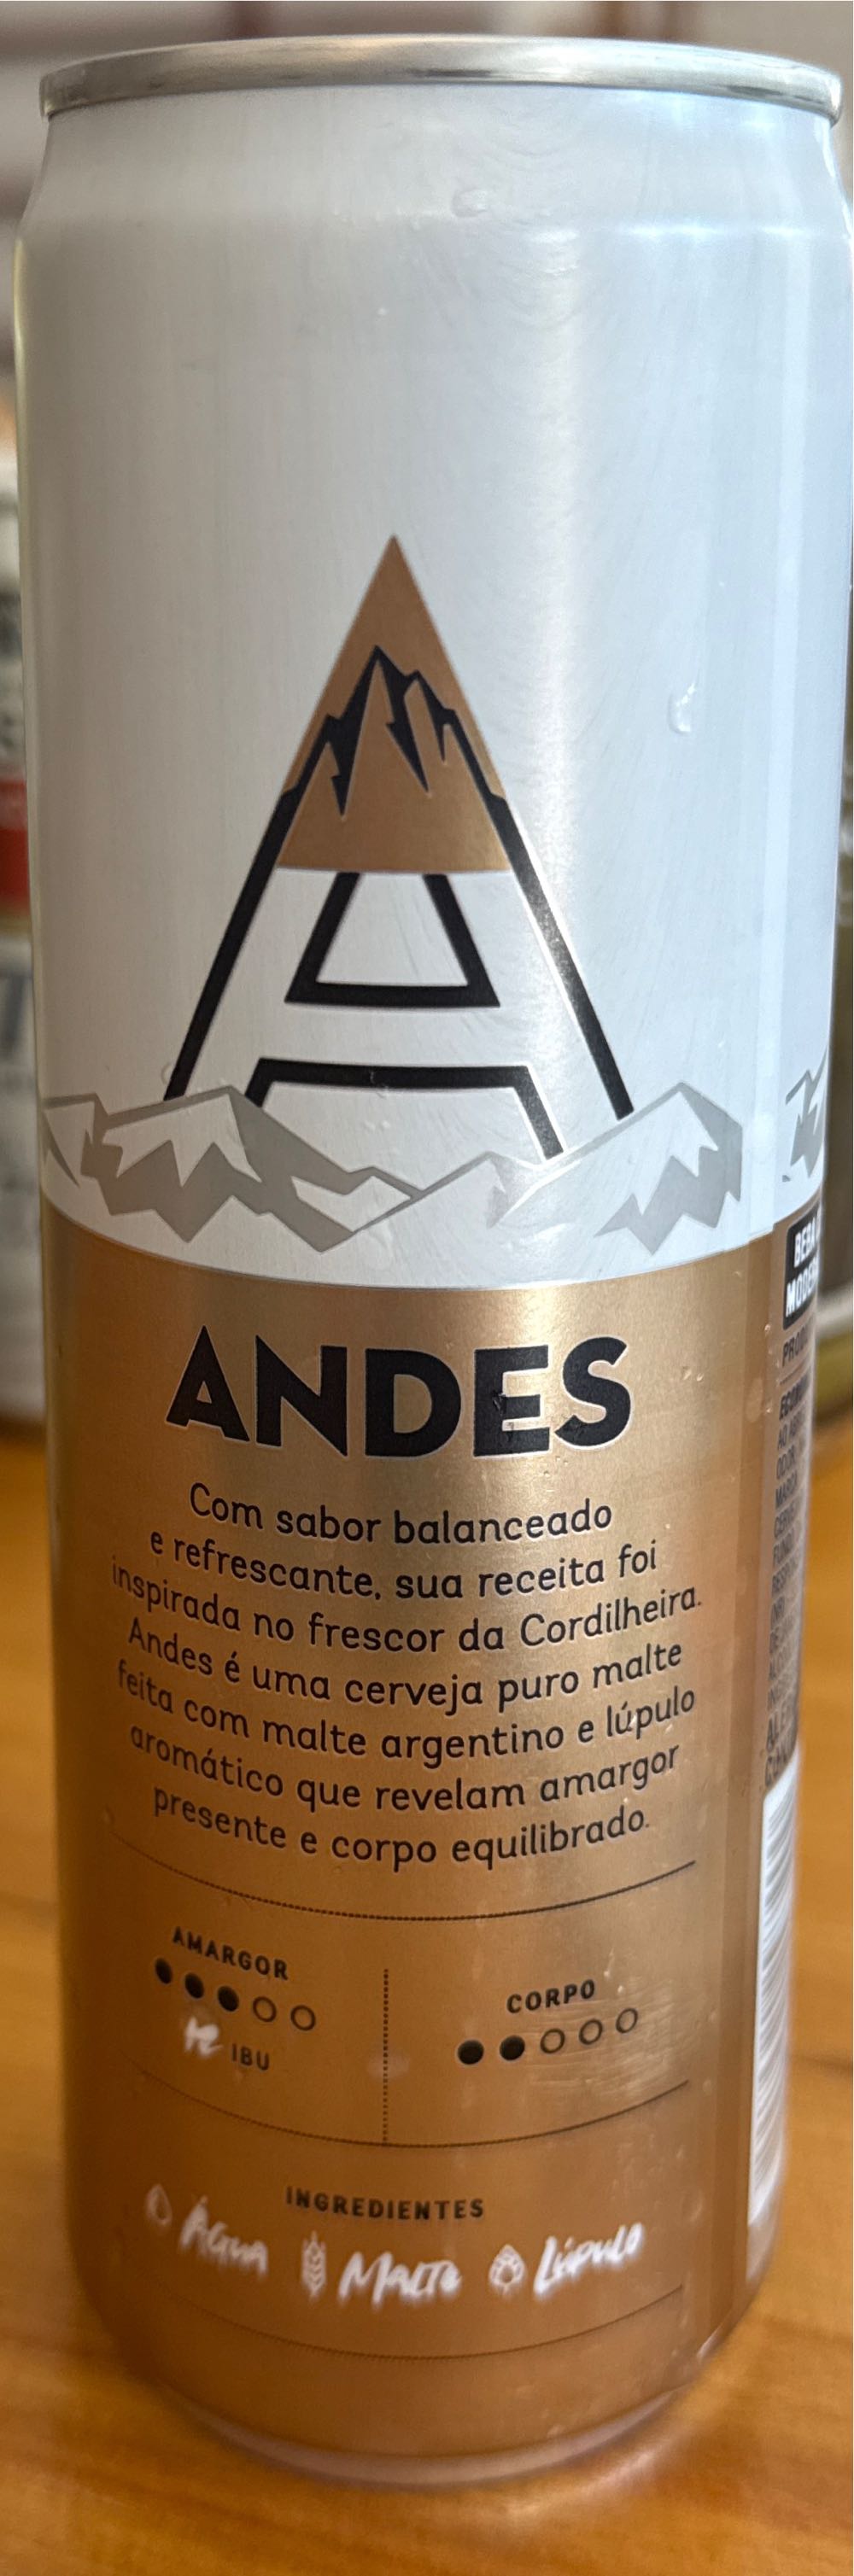 A
ANDES
Com sabor balanceado
e refrescante, sua receita foi
inspirada no frescor da Cordilheira.
Andes é uma cerveja puro malte
feita com malte argentino e lúpulo
aromático que revelam amargor
presente e corpo equilibrado.
AMARGOR
IBU
CORPO
INGREDIENTES
Água Malte Lúpulo